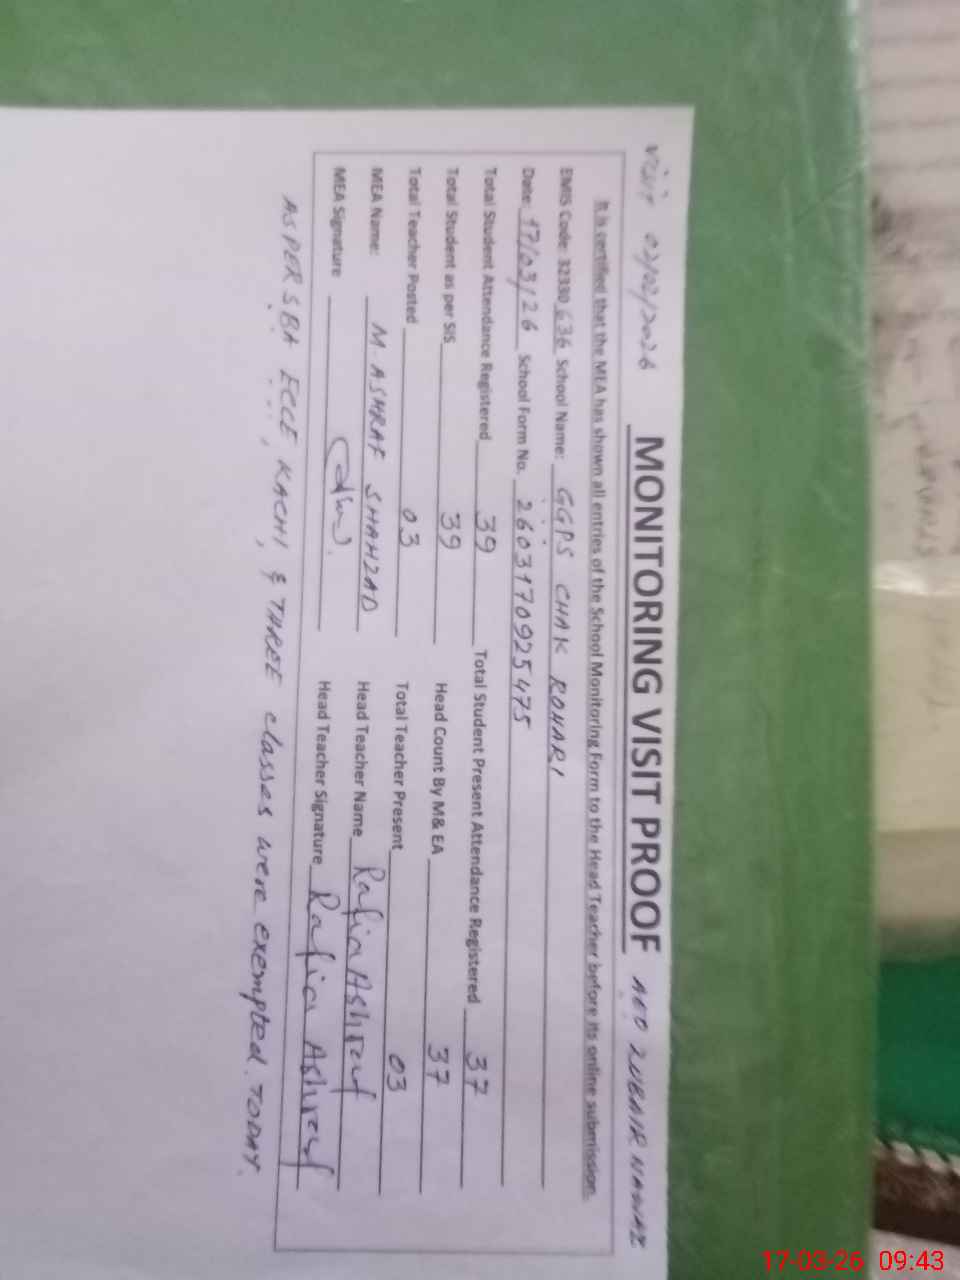 VISIT 02/02/2026 MONITORING VISIT PROOF AEO ZUBAIR NAWAZ
It is certified that the MEA has shown all entries of the School Monitoring Form to the Head Teacher before its online submission.
EMIS Code: 32330 636 School Name: GGPS CHAK ROHARI
Date: 17/03/26 School Form No. 2603170925475
Total Student Attendance Registered 39 Total Student Present Attendance Registered 37
Total Student as per SIS 39 Head Count By M& EA 37
Total Teacher Posted 03 Total Teacher Present 03
MEA Name: M. ASHRAF SHAHZAD Head Teacher Name Rafia Ashraf
MEA Signature Head Teacher Signature Rafia Ashraf
AS PER SBA ECCE, KACHI, & THREE classes were exempted. TODAY.
17-03-26 09:43